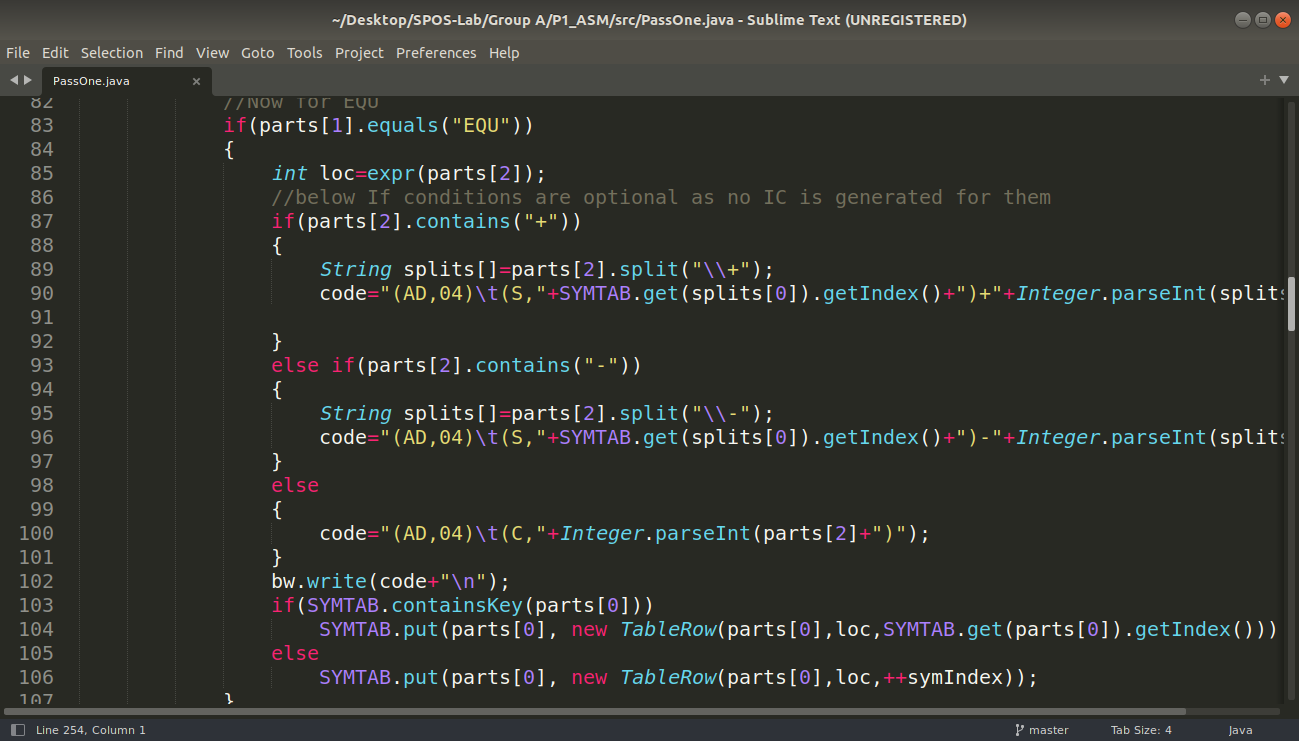 ~/Desktop/SPOS-Lab/Group A/P1_ASM/src/PassOne.java - Sublime Text (UNREGISTERED)
File Edit Selection Find View Goto Tools Project Preferences Help
PassOne.java
82 //Now for EQU
83 if(parts[1].equals("EQU"))
84 {
85 int loc=expr(parts[2]);
86 //below If conditions are optional as no IC is generated for them
87 if(parts[2].contains("+"))
88 {
89 String splits[]=parts[2].split("\\+");
90 code="(AD,04)\t(S,"+SYMTAB.get(splits[0]).getIndex()+")+"+Integer.parseInt(splits
91
92 }
93 else if(parts[2].contains("-"))
94 {
95 String splits[]=parts[2].split("\\-");
96 code="(AD,04)\t(S,"+SYMTAB.get(splits[0]).getIndex()+")-"+Integer.parseInt(splits
97 }
98 else
99 {
100 code="(AD,04)\t(C,"+Integer.parseInt(parts[2]+")");
101 }
102 bw.write(code+"\n");
103 if(SYMTAB.containsKey(parts[0]))
104 SYMTAB.put(parts[0], new TableRow(parts[0],loc,SYMTAB.get(parts[0]).getIndex()))
105 else
106 SYMTAB.put(parts[0], new TableRow(parts[0],loc,++symIndex));
107 }
Line 254, Column 1 master Tab Size: 4 Java